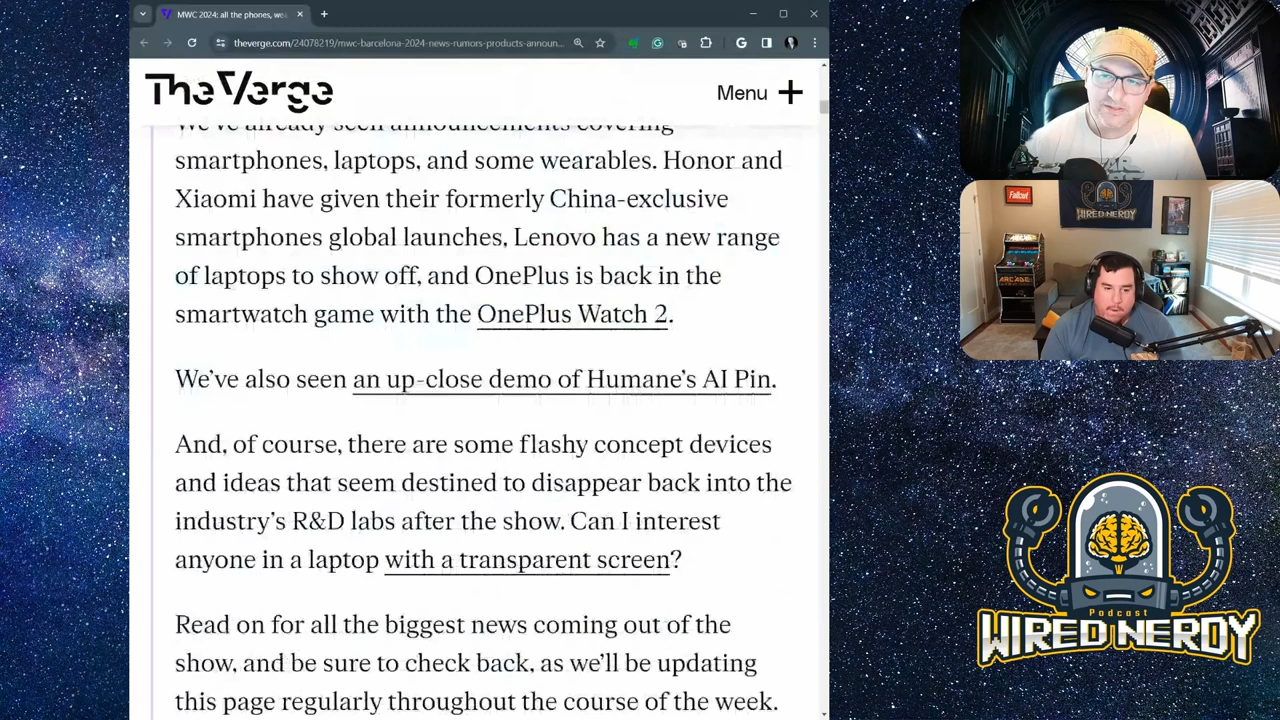 MWC 2024: all the phones, wea
theverge.com/24078219/mwc-barcelona-2024-news-rumors-products-announ...
The Verge
Menu
We've already seen announcements covering
smartphones, laptops, and some wearables. Honor and
Xiaomi have given their formerly China-exclusive
smartphones global launches, Lenovo has a new range
of laptops to show off, and OnePlus is back in the
smartwatch game with the OnePlus Watch 2.
We've also seen an up-close demo of Humane's AI Pin.
And, of course, there are some flashy concept devices
and ideas that seem destined to disappear back into the
industry's R&D labs after the show. Can I interest
anyone in a laptop with a transparent screen?
Read on for all the biggest news coming out of the
show, and be sure to check back, as we'll be updating
this page regularly throughout the course of the week.
Fallout
WIRED NERDY
ARCADE
Podcast
WIRED NERDY